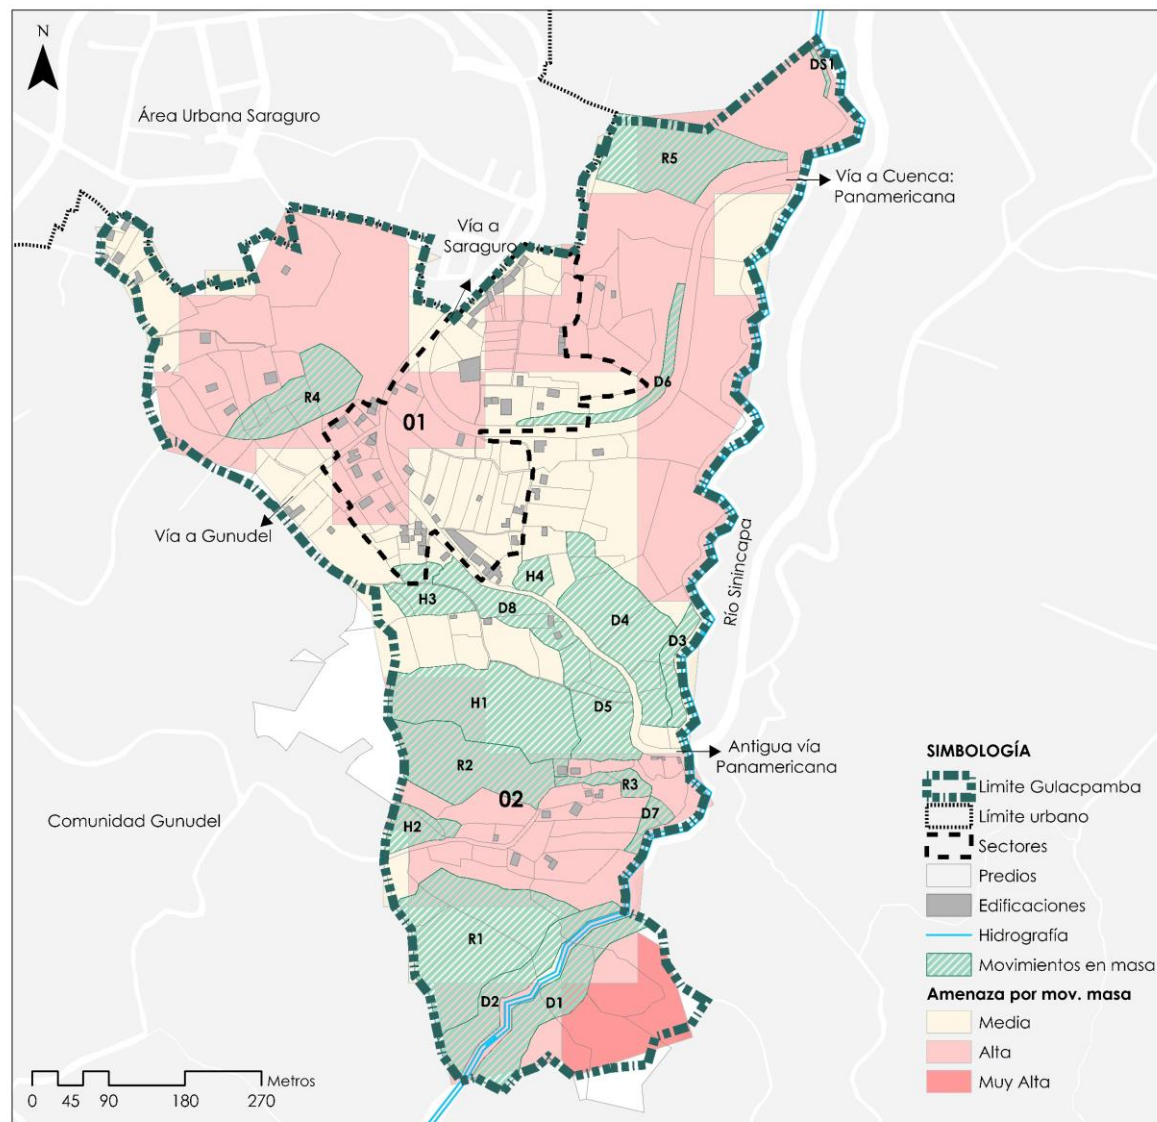 N
DS1
Área Urbana Saraguro
R5
Vía a Cuenca:
Panamericana
Vía a
Saraguro
D6
R4
01
Vía a Gunudel
H4
H3
D8
D4
Río Sinincapa
D3
H1
D5
Antigua vía
Panamericana
R2
R3
02
D7
H2
Comunidad Gunudel
R1
D2
D1
SIMBOLOGÍA
Limite Gulacpamba
Límite urbano
Sectores
Predios
Edificaciones
Hidrografía
Movimientos en masa
Amenaza por mov. masa
Media
Alta
Muy Alta
Metros
0 45 90 180 270